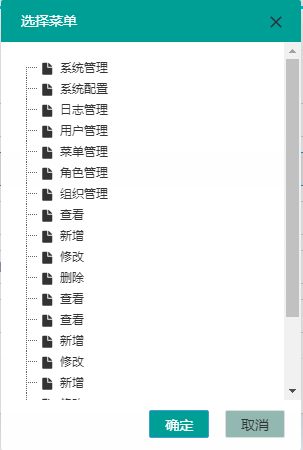 选择菜单
系统管理
系统配置
日志管理
用户管理
菜单管理
角色管理
组织管理
查看
新增
修改
删除
查看
查看
新增
修改
新增
确定
取消